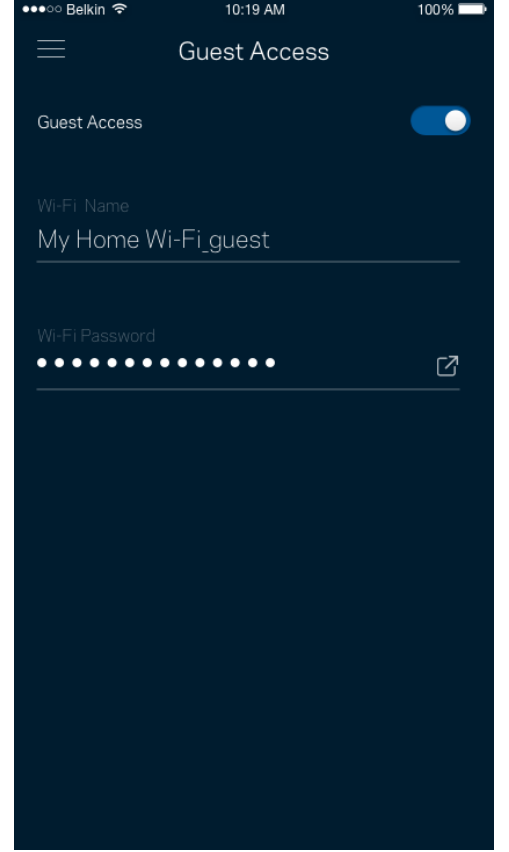 Belkin 10:19 AM 100%
Guest Access
Guest Access
Wi-Fi Name
My Home Wi-Fi_guest
Wi-Fi Password
●●●●●●●●●●●●●●